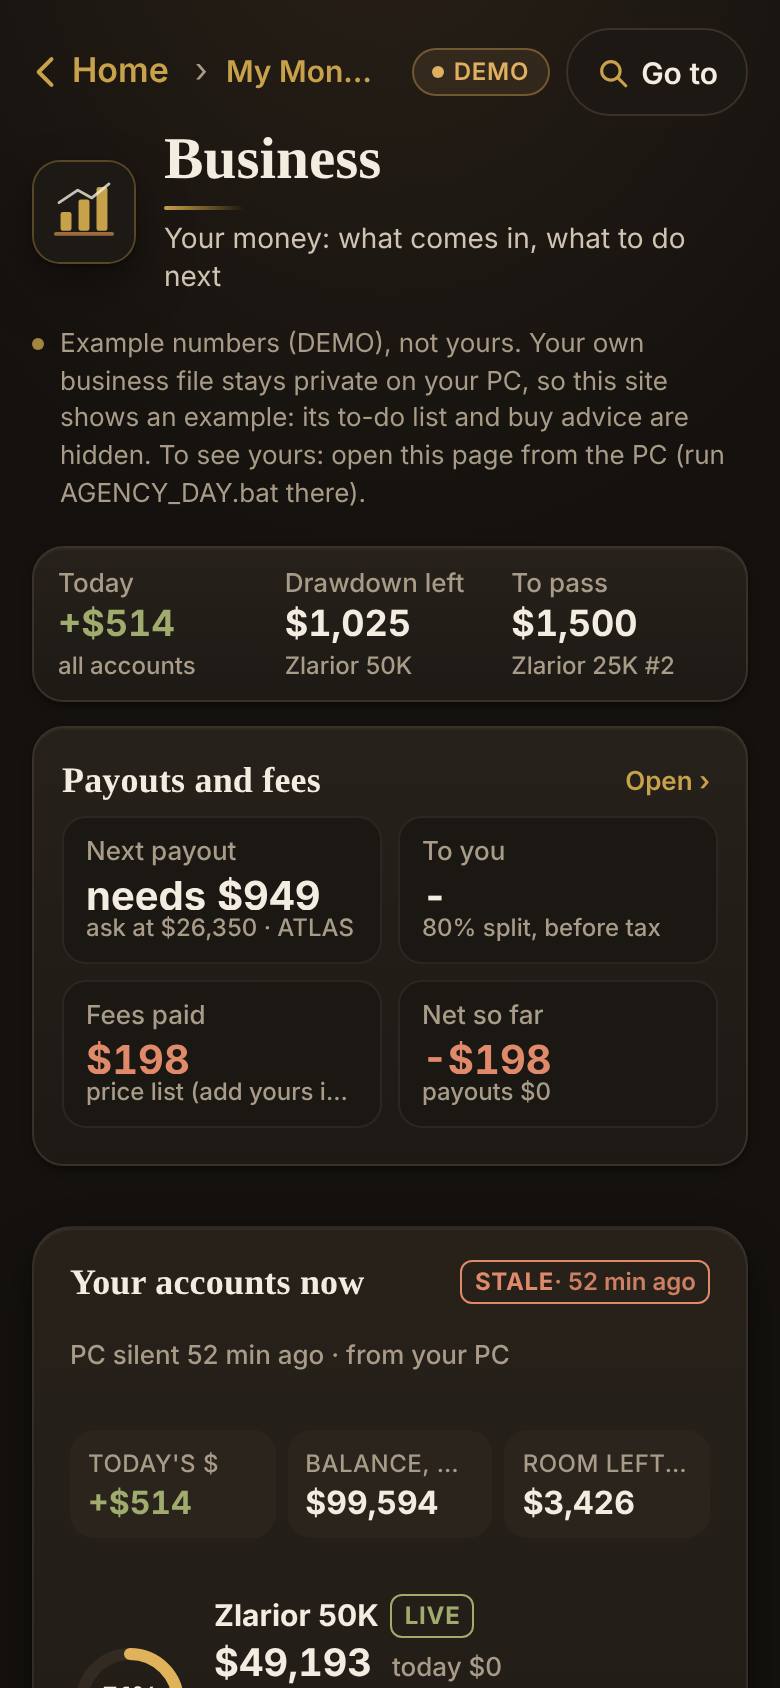 Home › My Mon... DEMO Go to
Business
Your money: what comes in, what to do
next
Example numbers (DEMO), not yours. Your own
business file stays private on your PC, so this site
shows an example: its to-do list and buy advice are
hidden. To see yours: open this page from the PC (run
AGENCY_DAY.bat there).
Today Drawdown left To pass
+$514 $1,025 $1,500
all accounts Zlarior 50K Zlarior 25K #2
Payouts and fees Open ›
Next payout To you
needs $949 -
ask at $26,350 · ATLAS 80% split, before tax
Fees paid Net so far
$198 -$198
price list (add yours i... payouts $0
Your accounts now STALE · 52 min ago
PC silent 52 min ago · from your PC
TODAY'S $ BALANCE, ... ROOM LEFT...
+$514 $99,594 $3,426
Zlarior 50K LIVE
$49,193 today $0